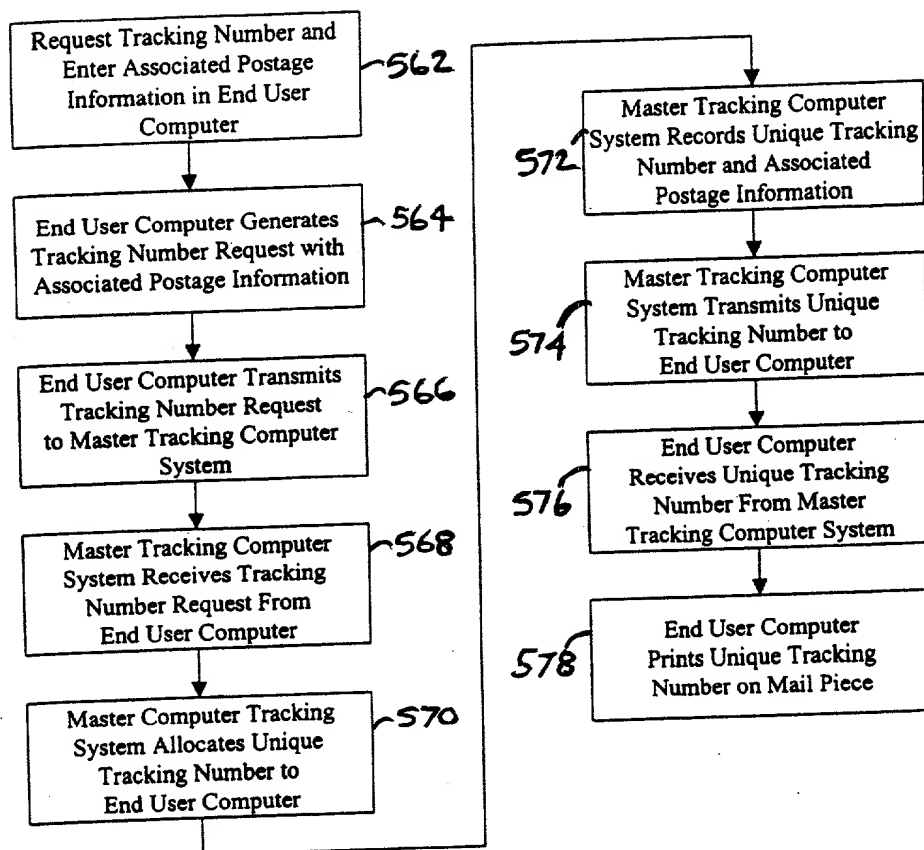 Request Tracking Number and
Enter Associated Postage
Information in End User
Computer
562
End User Computer Generates
Tracking Number Request with
Associated Postage Information
564
End User Computer Transmits
Tracking Number Request
to Master Tracking Computer
System
566
Master Tracking Computer
System Receives Tracking
Number Request From
End User Computer
568
Master Computer Tracking
System Allocates Unique
Tracking Number to
End User Computer
570
Master Tracking Computer
System Records Unique Tracking
Number and Associated
Postage Information
572
Master Tracking Computer
System Transmits Unique
Tracking Number to
End User Computer
574
End User Computer
Receives Unique Tracking
Number From Master
Tracking Computer System
576
End User Computer
Prints Unique Tracking
Number on Mail Piece
578